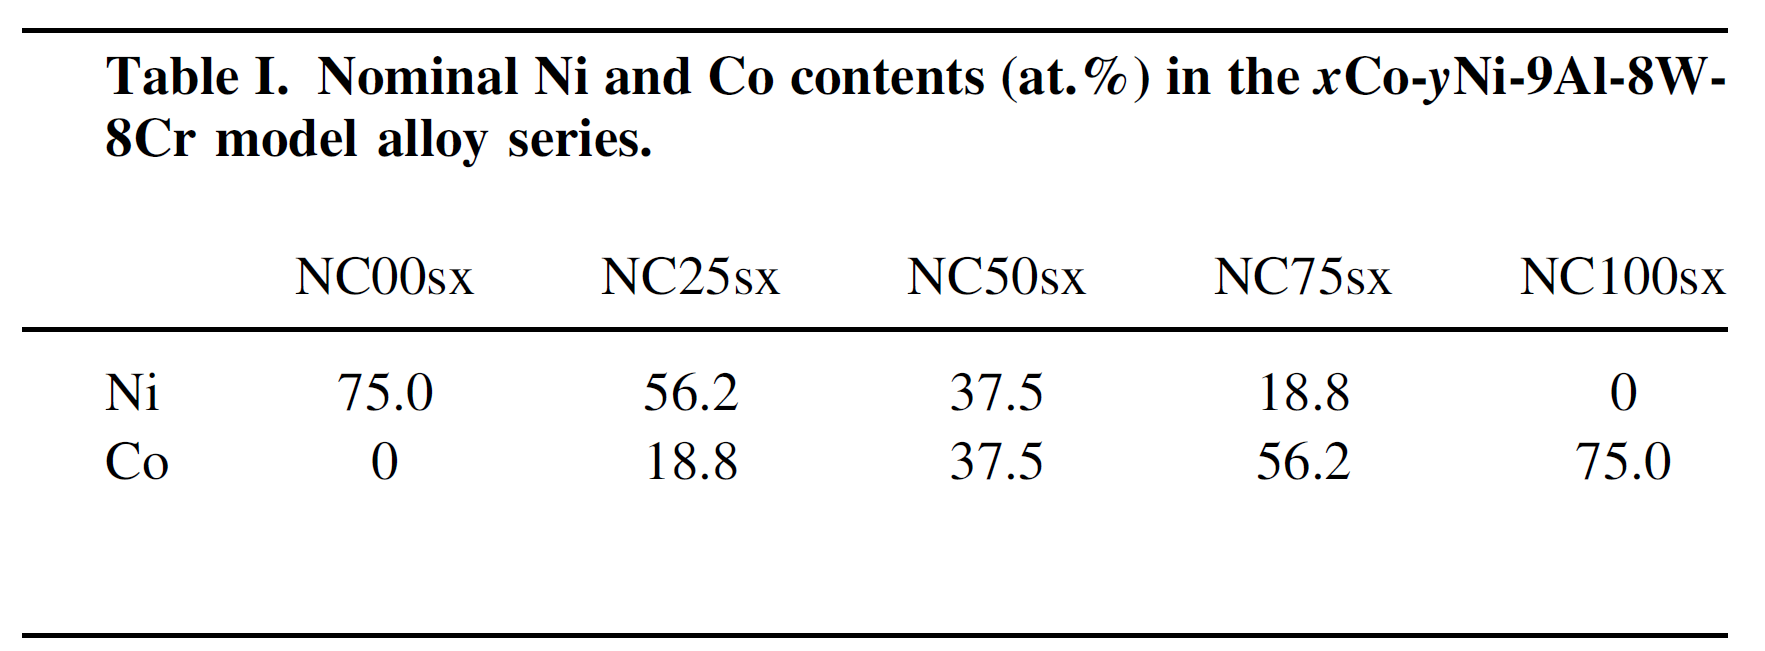 Table I. Nominal Ni and Co contents (at.%) in the xCo-yNi-9Al-8W-
8Cr model alloy series.
NC00sx NC25sx NC50sx NC75sx NC100sx
Ni 75.0 56.2 37.5 18.8 0
Co 0 18.8 37.5 56.2 75.0